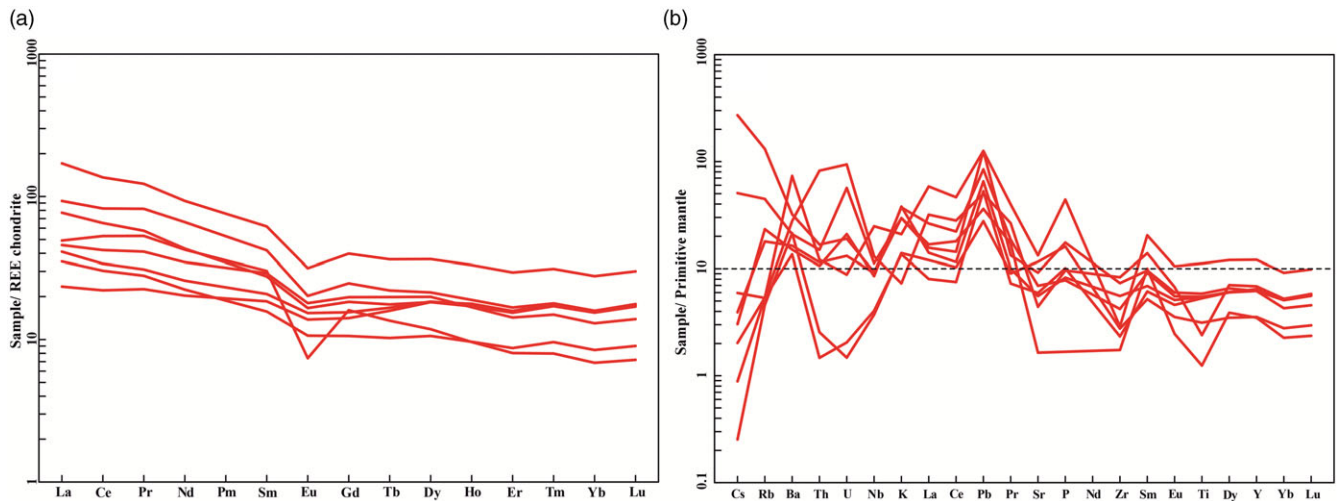 (a)
1000
100
10
1
Sample/ REE chondrite
La Ce Pr Nd Pm Sm Eu Gd Tb Dy Ho Er Tm Yb Lu
(b)
1000
100
10
1
0.1
Sample/ Primitive mantle
Cs Rb Ba Th U Nb K La Ce Pb Pr Sr P Nd Zr Sm Eu Ti Dy Y Yb Lu